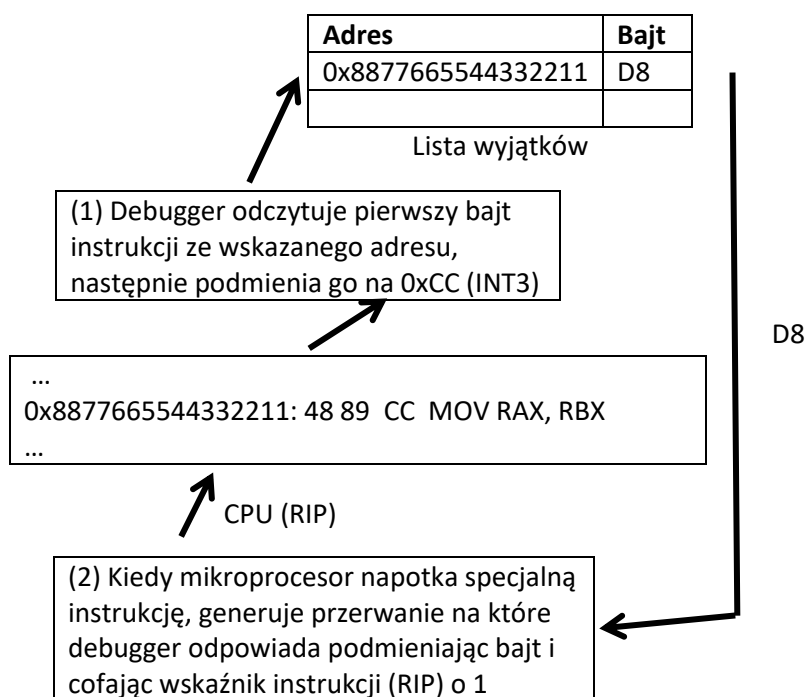 Adres Bajt
0x8877665544332211 D8
Lista wyjątków
(1) Debugger odczytuje pierwszy bajt
instrukcji ze wskazanego adresu,
następnie podmienia go na 0xCC (INT3)
D8
...
0x8877665544332211: 48 89 CC MOV RAX, RBX
...
CPU (RIP)
(2) Kiedy mikroprocesor napotka specjalną
instrukcję, generuje przerwanie na które
debugger odpowiada podmieniając bajt i
cofając wskaźnik instrukcji (RIP) o 1